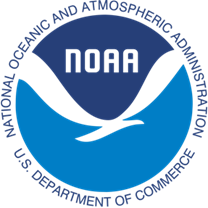 NATIONAL OCEANIC AND ATMOSPHERIC ADMINISTRATION
NOAA
U.S. DEPARTMENT OF COMMERCE